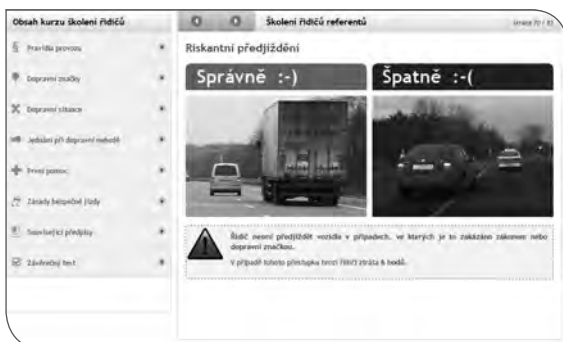 Obsah kurzu školení řidičů
Pravidla provozu
Dopravní značky
Dopravní situace
Jednání při dopravní nehodě
První pomoc
Zásady bezpečné jízdy
Související předpisy
Závěrečný test
Školení řidičů referentů
Riskantní předjíždění
Správně :-)
Špatně :-(
Řidič nesmí předjíždět vozidla v případech, ve kterých je to zakázáno zákonem nebo
dopravní značkou.
V případě tohoto přestupku hrozí řidiči ztráta 6 bodů.